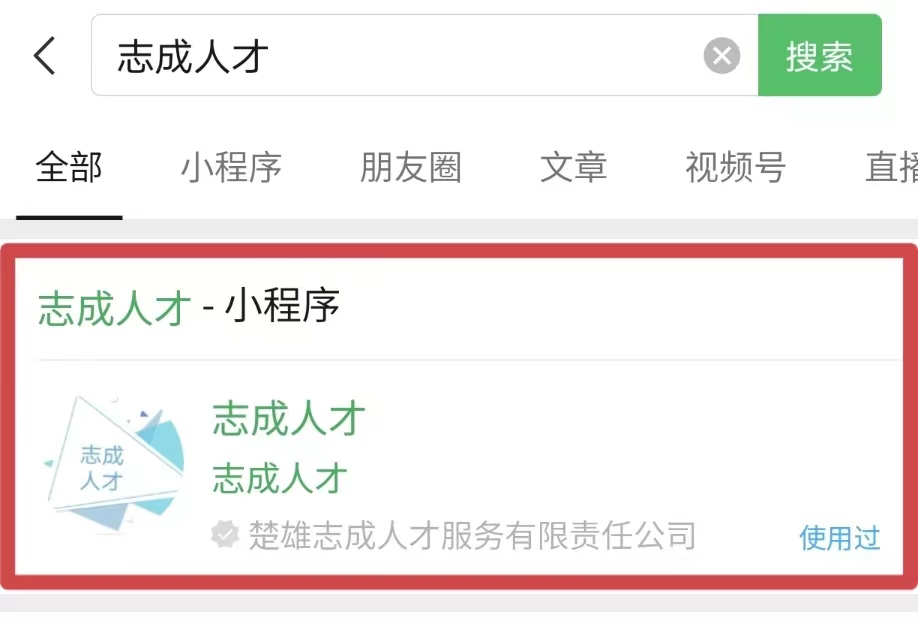 志成人才 搜索
全部 小程序 朋友圈 文章 视频号 直播
志成人才 - 小程序
志成
人才
志成人才
志成人才
楚雄志成人才服务有限责任公司 使用过